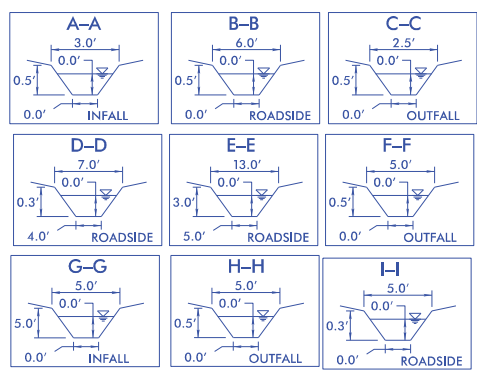 A–A
3.0′
0.0′
0.5′
0.0′
INFALL
B–B
6.0′
0.0′
0.5′
0.0′
ROADSIDE
C–C
2.5′
0.0′
0.5′
0.0′
OUTFALL
D–D
7.0′
0.0′
0.3′
4.0′
ROADSIDE
E–E
13.0′
0.0′
3.0′
5.0′
ROADSIDE
F–F
5.0′
0.0′
0.5′
0.0′
OUTFALL
G–G
5.0′
0.0′
5.0′
0.0′
INFALL
H–H
5.0′
0.0′
0.5′
0.0′
OUTFALL
I–I
5.0′
0.0′
0.3′
0.0′
ROADSIDE